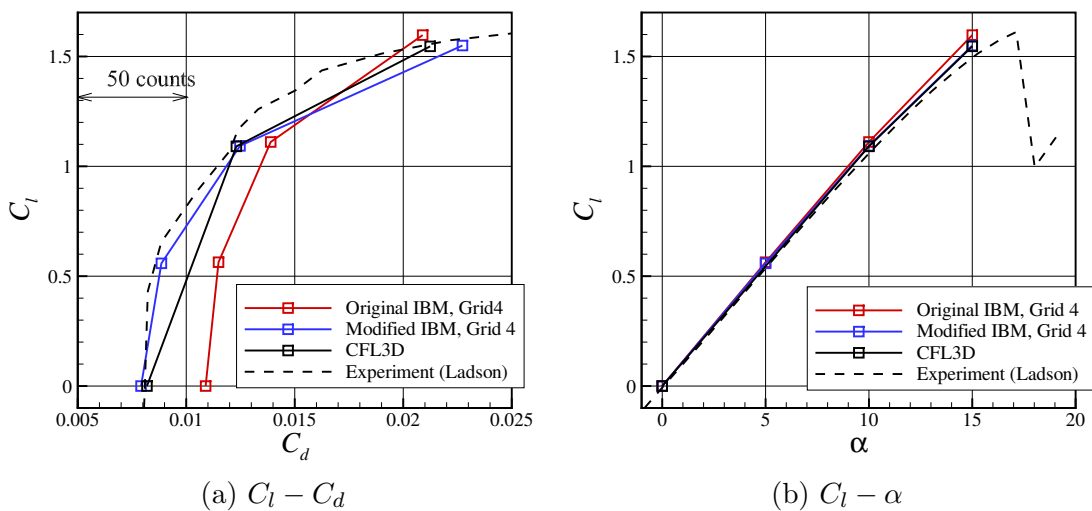 C_l
1.5
1
0.5
0
50 counts
Original IBM, Grid4
Modified IBM, Grid 4
CFL3D
Experiment (Ladson)
0.005
0.01
0.015
0.02
0.025
C_d
(a) C_l − C_d
C_l
1.5
1
0.5
0
Original IBM, Grid 4
Modified IBM, Grid 4
CFL3D
Experiment (Ladson)
0
5
10
15
20
α
(b) C_l − α